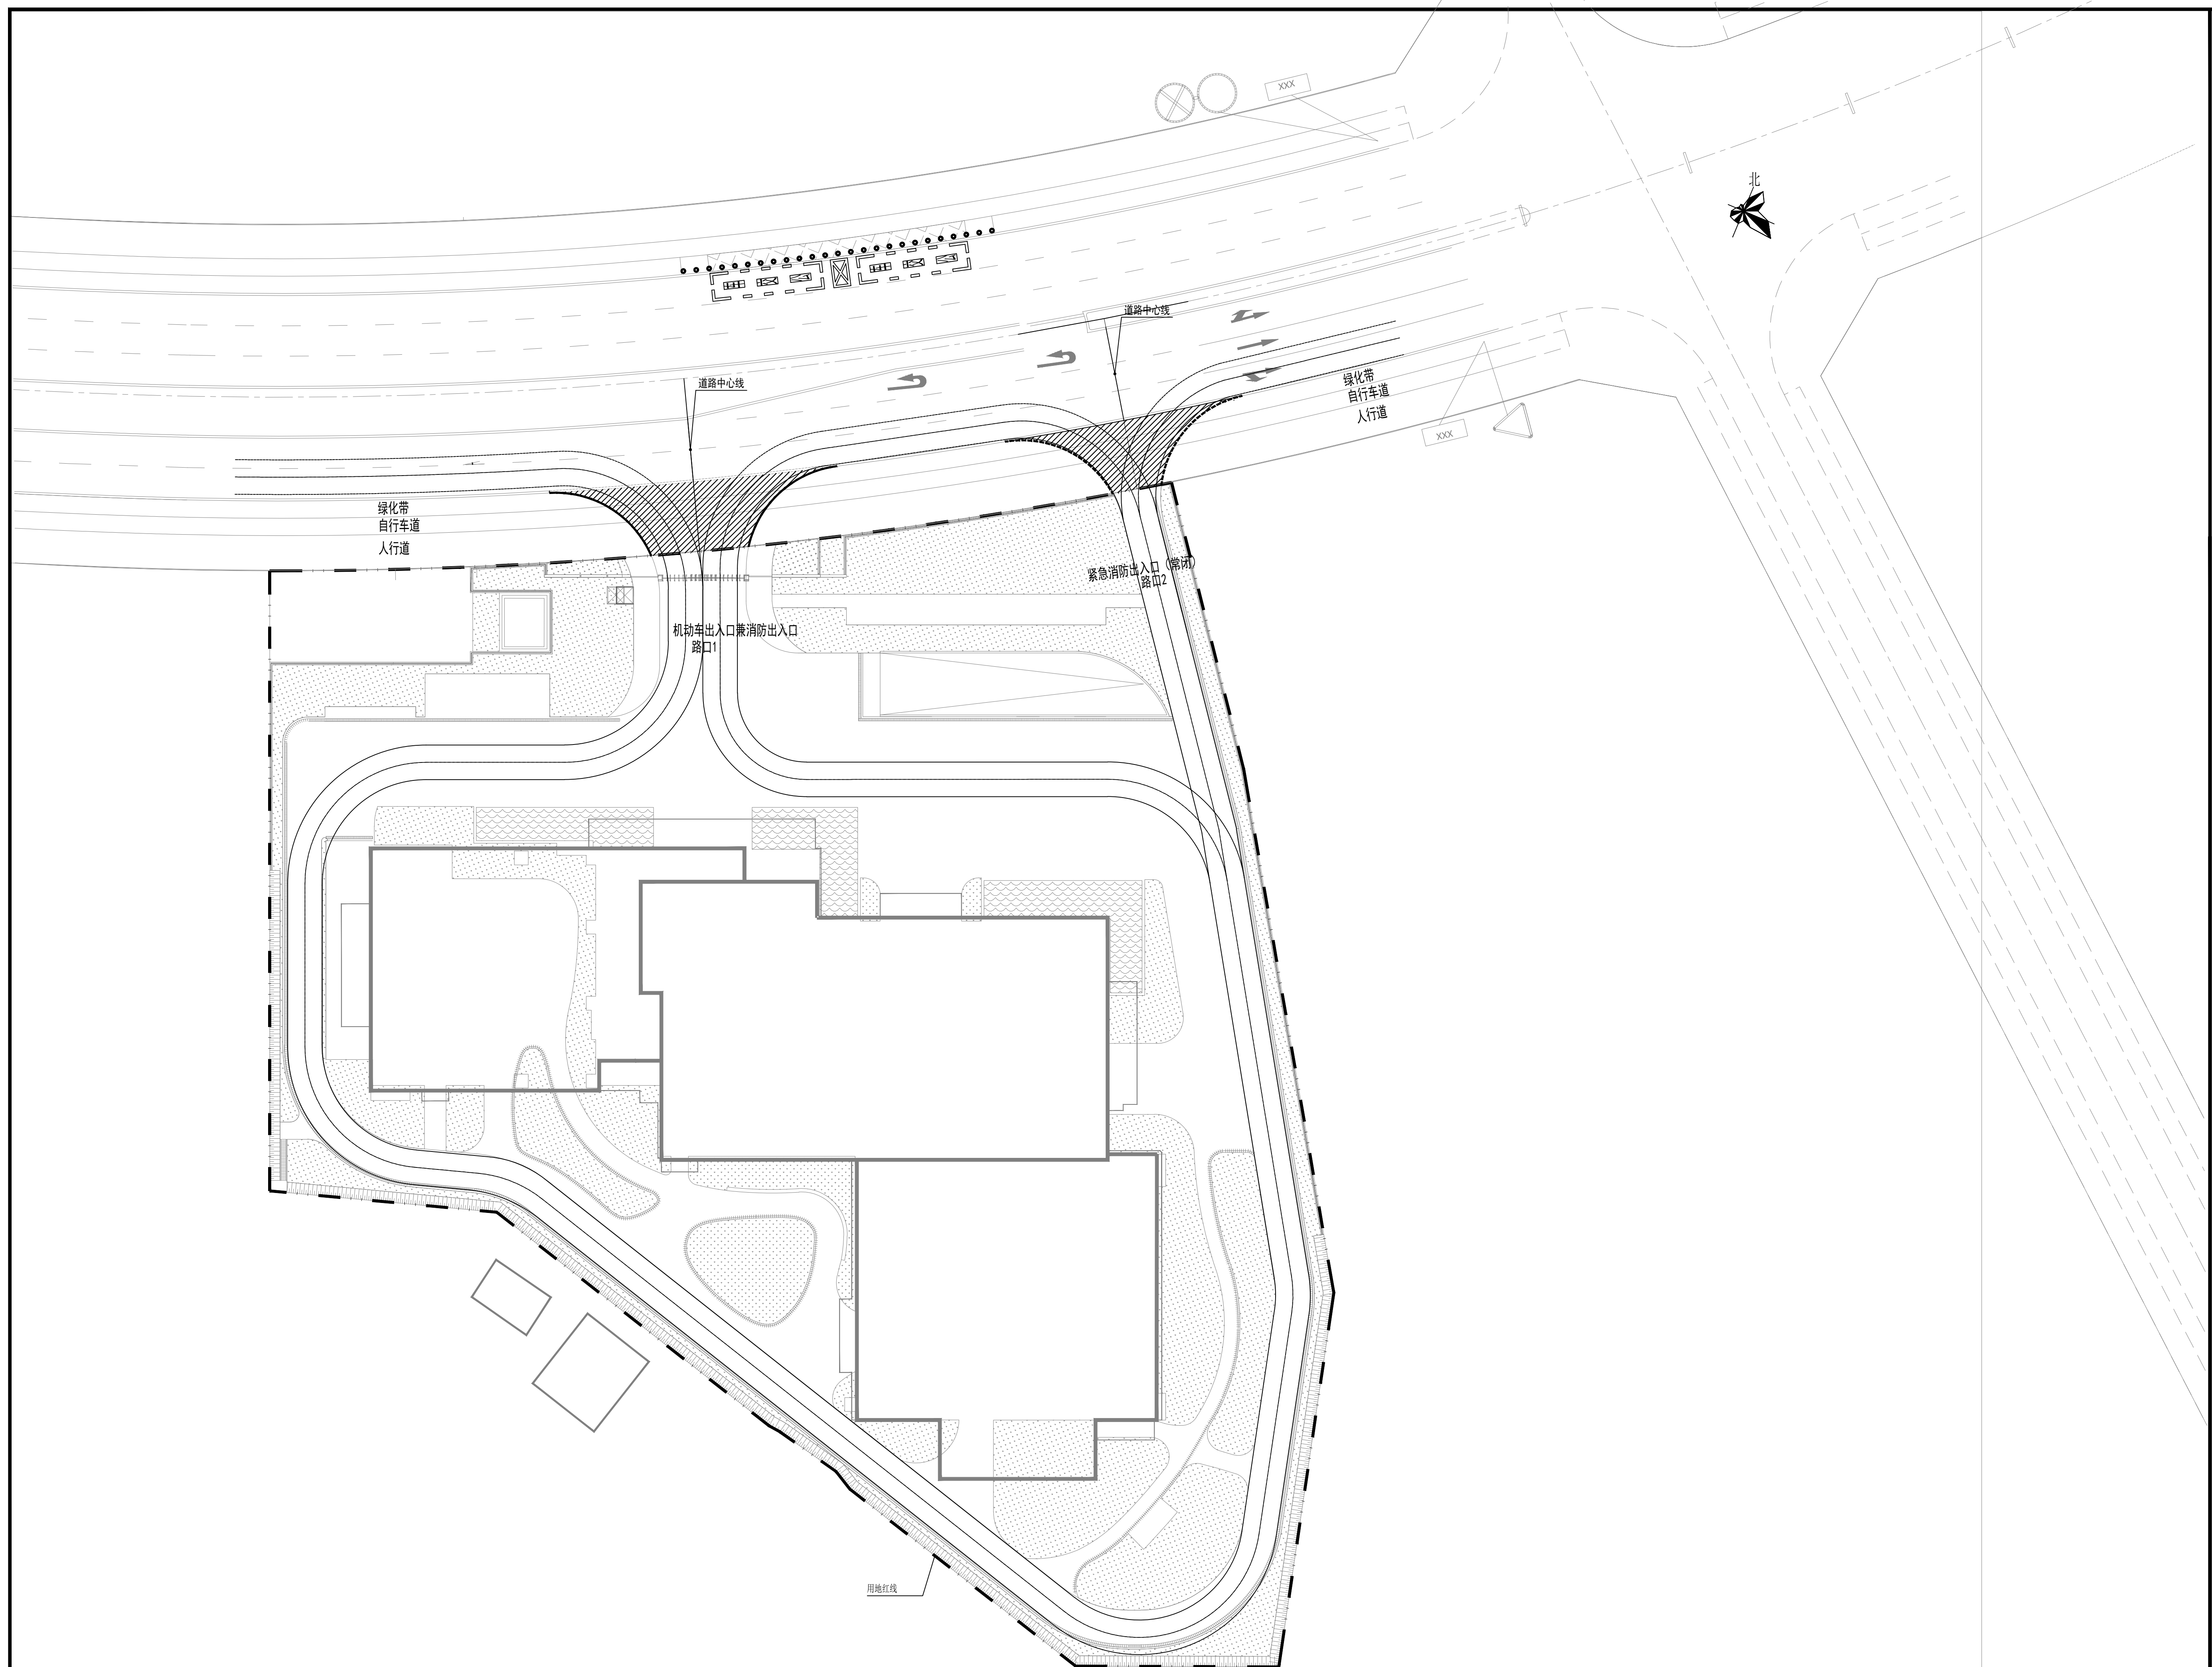 XXX
北
道路中心线
道路中心线
绿化带
自行车道
人行道
XXX
绿化带
自行车道
人行道
紧急消防出入口（常闭）
路口2
机动车出入口兼消防出入口
路口1
用地红线